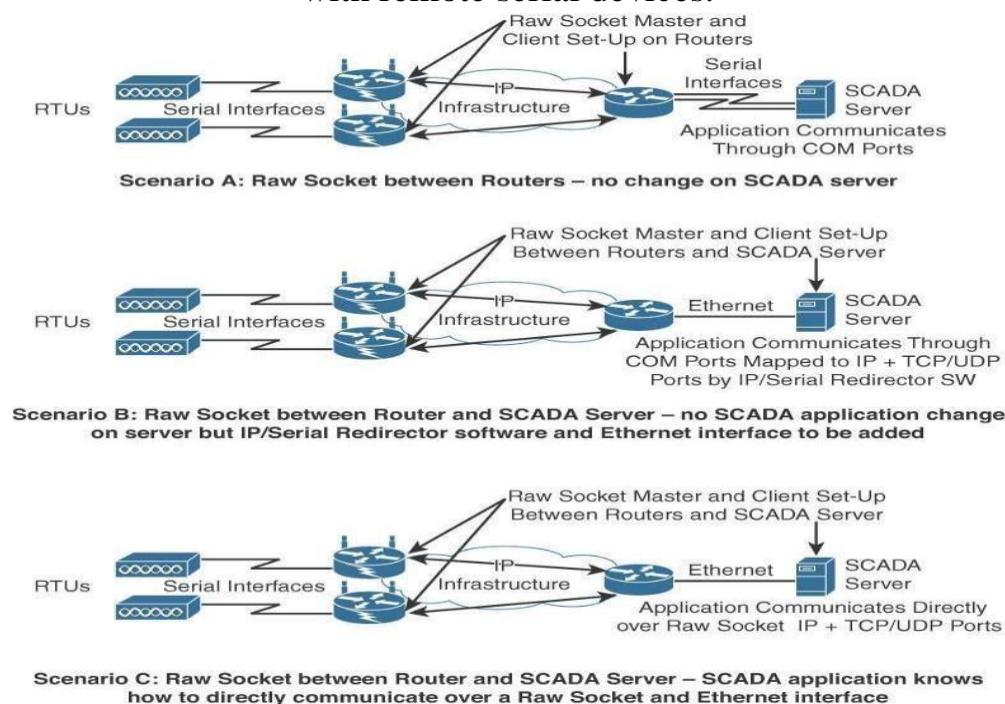 with remote serial devices.
Raw Socket Master and
Client Set-Up on Routers
Serial
Interfaces
IP
Infrastructure
RTUs
Serial Interfaces
SCADA
Server
Application Communicates
Through COM Ports
Scenario A: Raw Socket between Routers – no change on SCADA server
Raw Socket Master and Client Set-Up
Between Routers and SCADA Server
IP
Infrastructure
Ethernet
RTUs
Serial Interfaces
SCADA
Server
Application Communicates Through
COM Ports Mapped to IP + TCP/UDP
Ports by IP/Serial Redirector SW
Scenario B: Raw Socket between Router and SCADA Server – no SCADA application change
on server but IP/Serial Redirector software and Ethernet interface to be added
Raw Socket Master and Client Set-Up
Between Routers and SCADA Server
IP
Infrastructure
Ethernet
RTUs
Serial Interfaces
SCADA
Server
Application Communicates Directly
over Raw Socket IP + TCP/UDP Ports
Scenario C: Raw Socket between Router and SCADA Server – SCADA application knows
how to directly communicate over a Raw Socket and Ethernet interface